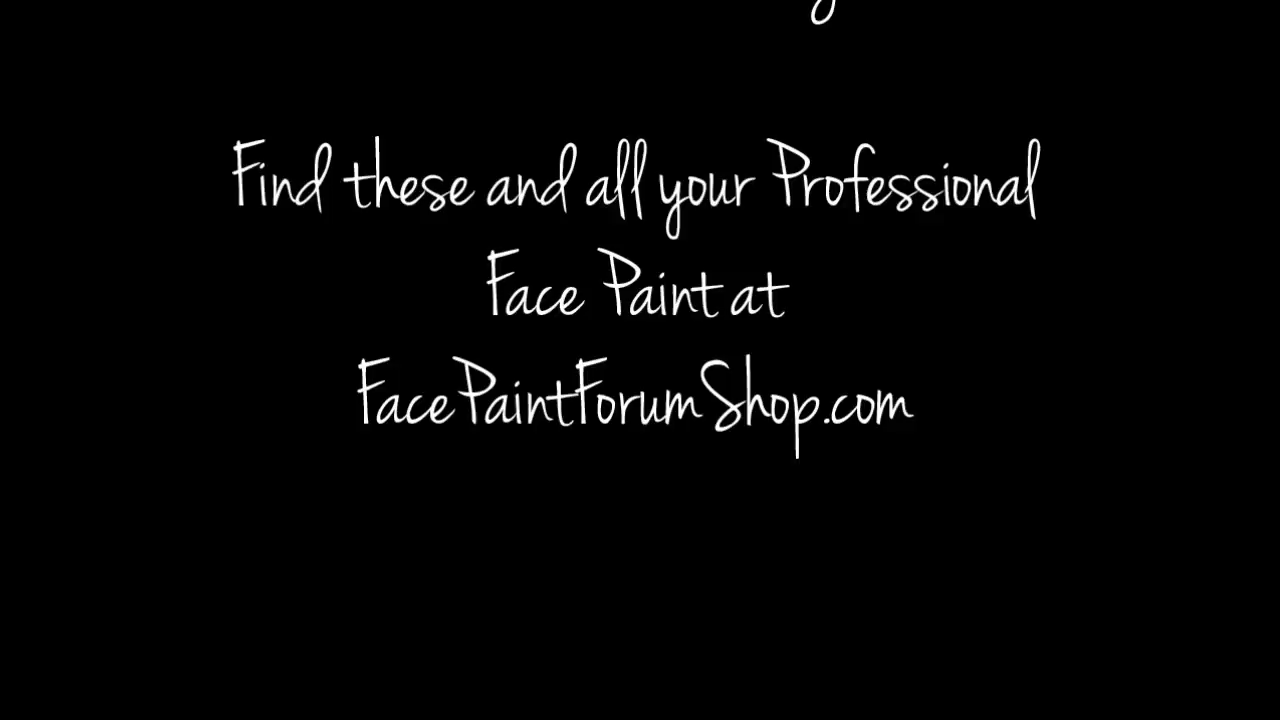 Find these and all your Professional
Face Paint at
FacePaintForumShop.com